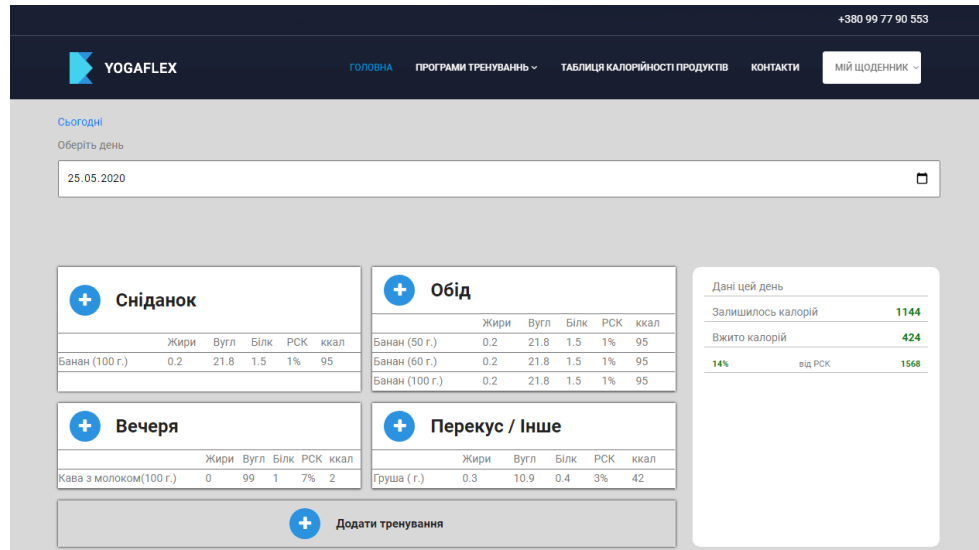 +380 99 77 90 553
YOGAFLEX
ГОЛОВНА ПРОГРАМИ ТРЕНУВАННЬ ТАБЛИЦЯ КАЛОРІЙНОСТІ ПРОДУКТІВ КОНТАКТИ МІЙ ЩОДЕННИК
Сьогодні
Оберіть день
25.05.2020
Сніданок
Жири Вугл Білк РСК ккал
Банан (100 г.) 0.2 21.8 1.5 1% 95
Обід
Жири Вугл Білк РСК ккал
Банан (50 г.) 0.2 21.8 1.5 1% 95
Банан (60 г.) 0.2 21.8 1.5 1% 95
Банан (100 г.) 0.2 21.8 1.5 1% 95
Дані цей день
Залишилось калорій 1144
Вжито калорій 424
14% від РСК 1568
Вечеря
Жири Вугл Білк РСК ккал
Кава з молоком(100 г.) 0 99 1 7% 2
Перекус / Інше
Жири Вугл Білк РСК ккал
Груша ( г.) 0.3 10.9 0.4 3% 42
Додати тренування